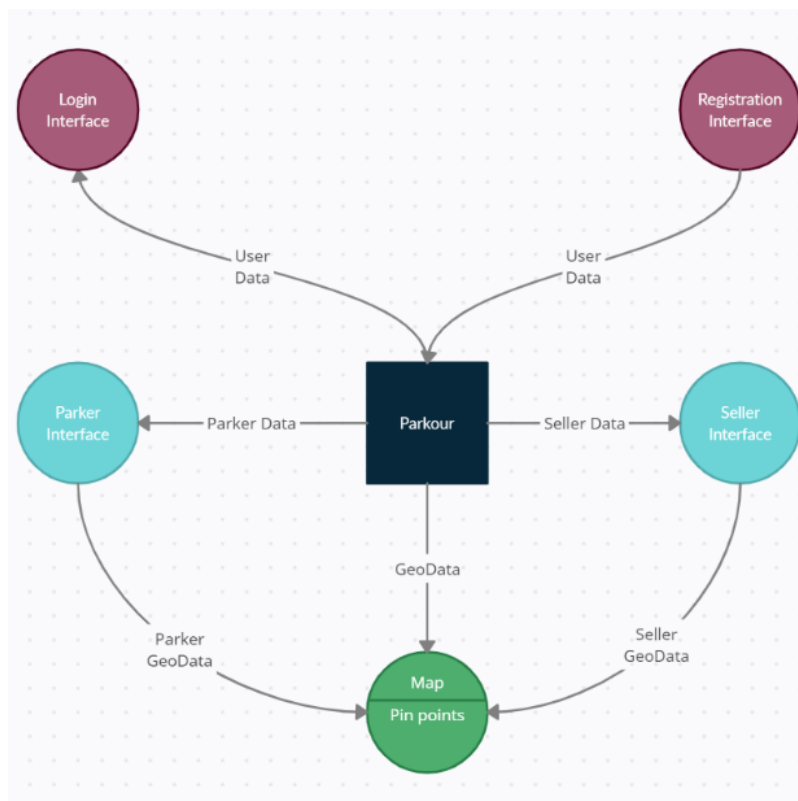 Login
Interface
Registration
Interface
User
Data
User
Data
Parker
Interface
Parker Data
Parkour
Seller Data
Seller
Interface
GeoData
Parker
GeoData
Seller
GeoData
Map
Pin points